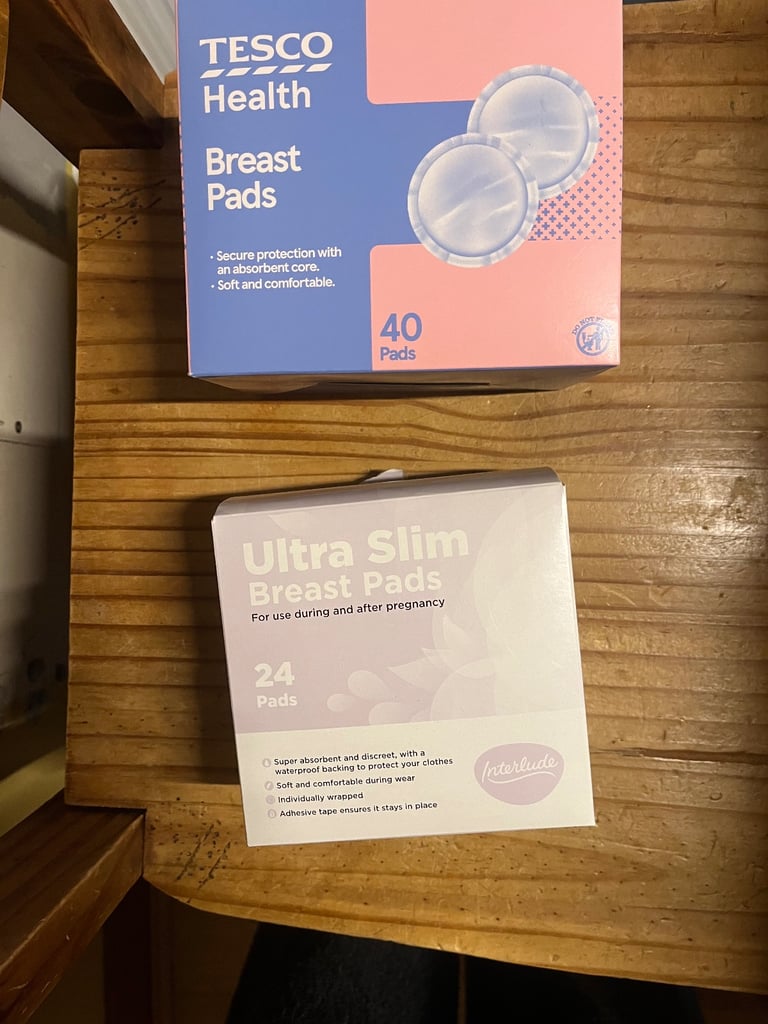 TESCO
Health
Breast
Pads
· Secure protection with
an absorbent core.
· Soft and comfortable.
40
Pads
DO NOT
Ultra Slim
Breast Pads
For use during and after pregnancy
24
Pads
Super absorbent and discreet, with a
waterproof backing to protect your clothes
Soft and comfortable during wear
Individually wrapped
Adhesive tape ensures it stays in place
Interlude